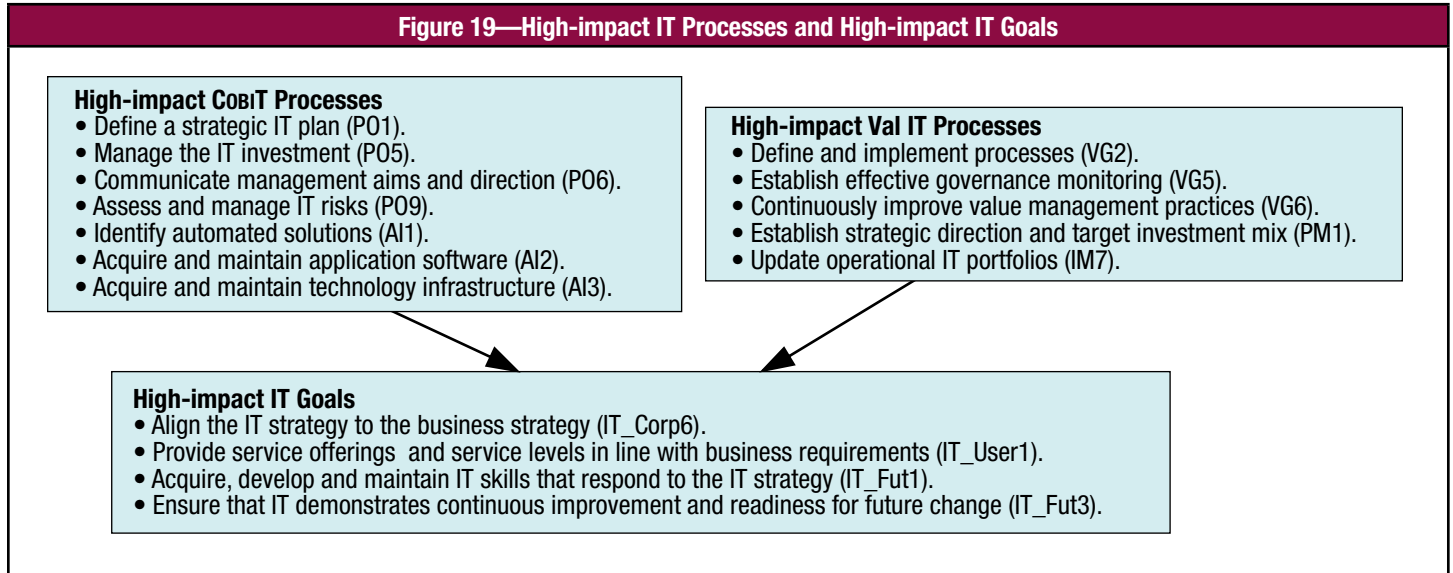 Figure 19—High-impact IT Processes and High-impact IT Goals
High-impact COBIT Processes
• Define a strategic IT plan (PO1).
• Manage the IT investment (PO5).
• Communicate management aims and direction (PO6).
• Assess and manage IT risks (PO9).
• Identify automated solutions (AI1).
• Acquire and maintain application software (AI2).
• Acquire and maintain technology infrastructure (AI3).
High-impact Val IT Processes
• Define and implement processes (VG2).
• Establish effective governance monitoring (VG5).
• Continuously improve value management practices (VG6).
• Establish strategic direction and target investment mix (PM1).
• Update operational IT portfolios (IM7).
High-impact IT Goals
• Align the IT strategy to the business strategy (IT_Corp6).
• Provide service offerings and service levels in line with business requirements (IT_User1).
• Acquire, develop and maintain IT skills that respond to the IT strategy (IT_Fut1).
• Ensure that IT demonstrates continuous improvement and readiness for future change (IT_Fut3).